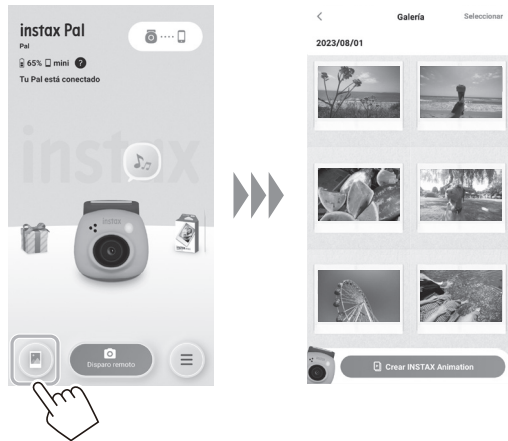 instax Pal
Pal
65% mini ?
Tu Pal está conectado
instax
instax
Disparo remoto
Galería
Seleccionar
2023/08/01
Crear INSTAX Animation